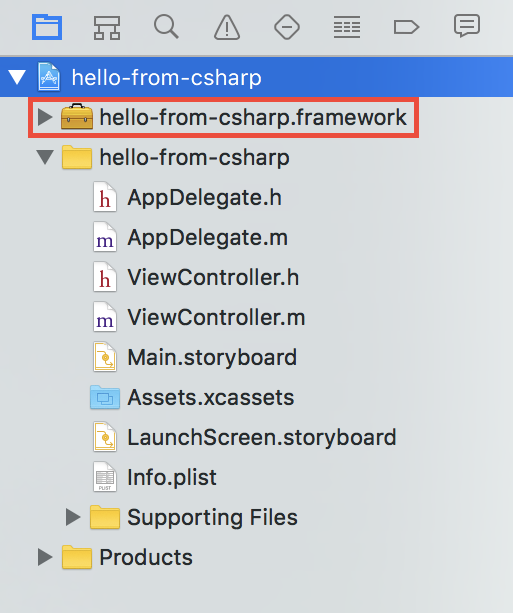 hello-from-csharp
hello-from-csharp.framework
hello-from-csharp
h AppDelegate.h
m AppDelegate.m
h ViewController.h
m ViewController.m
Main.storyboard
Assets.xcassets
LaunchScreen.storyboard
PLIST Info.plist
Supporting Files
Products